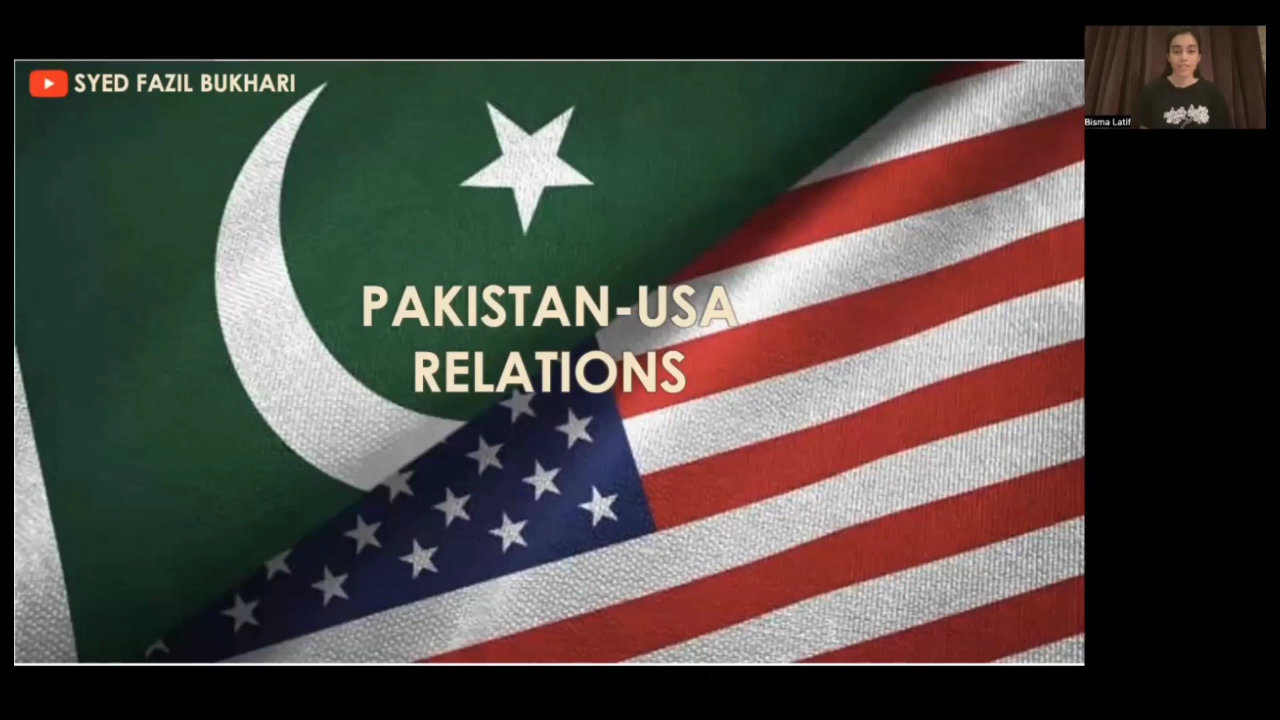 SYED FAZIL BUKHARI
Bisma Latif
PAKISTAN-USA
RELATIONS